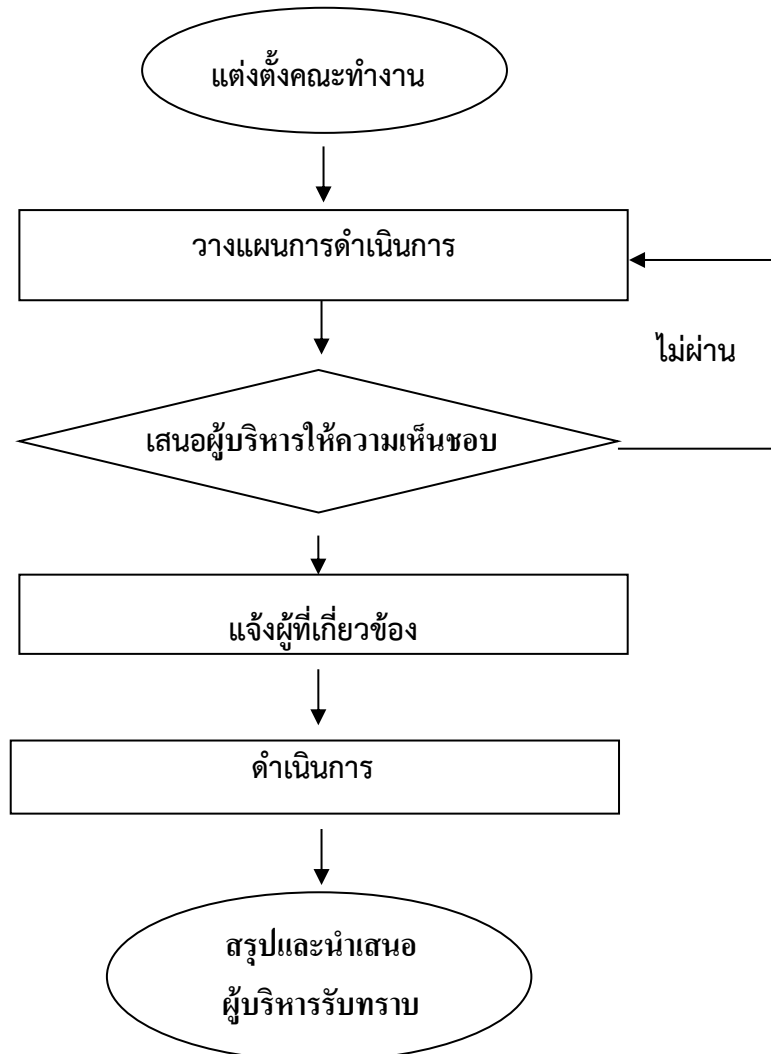 แต่งตั้งคณะทำงาน
วางแผนการดำเนินการ
ไม่ผ่าน
เสนอผู้บริหารให้ความเห็นชอบ
แจ้งผู้ที่เกี่ยวข้อง
ดำเนินการ
สรุปและนำเสนอ
ผู้บริหารรับทราบ